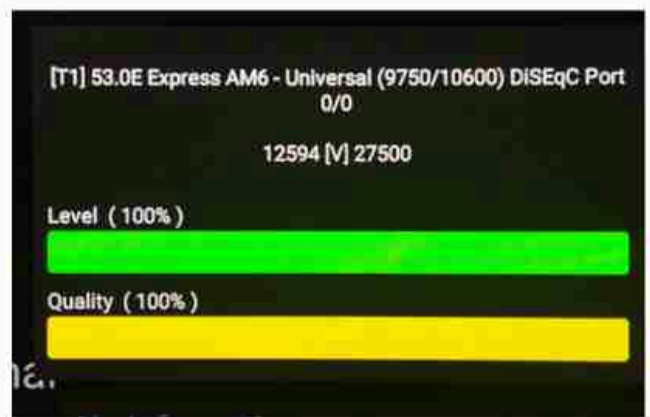 [T1] 53.0E Express AM6 - Universal (9750/10600) DiSEqC Port
0/0
12594 [V] 27500
Level ( 100% )
Quality ( 100% )